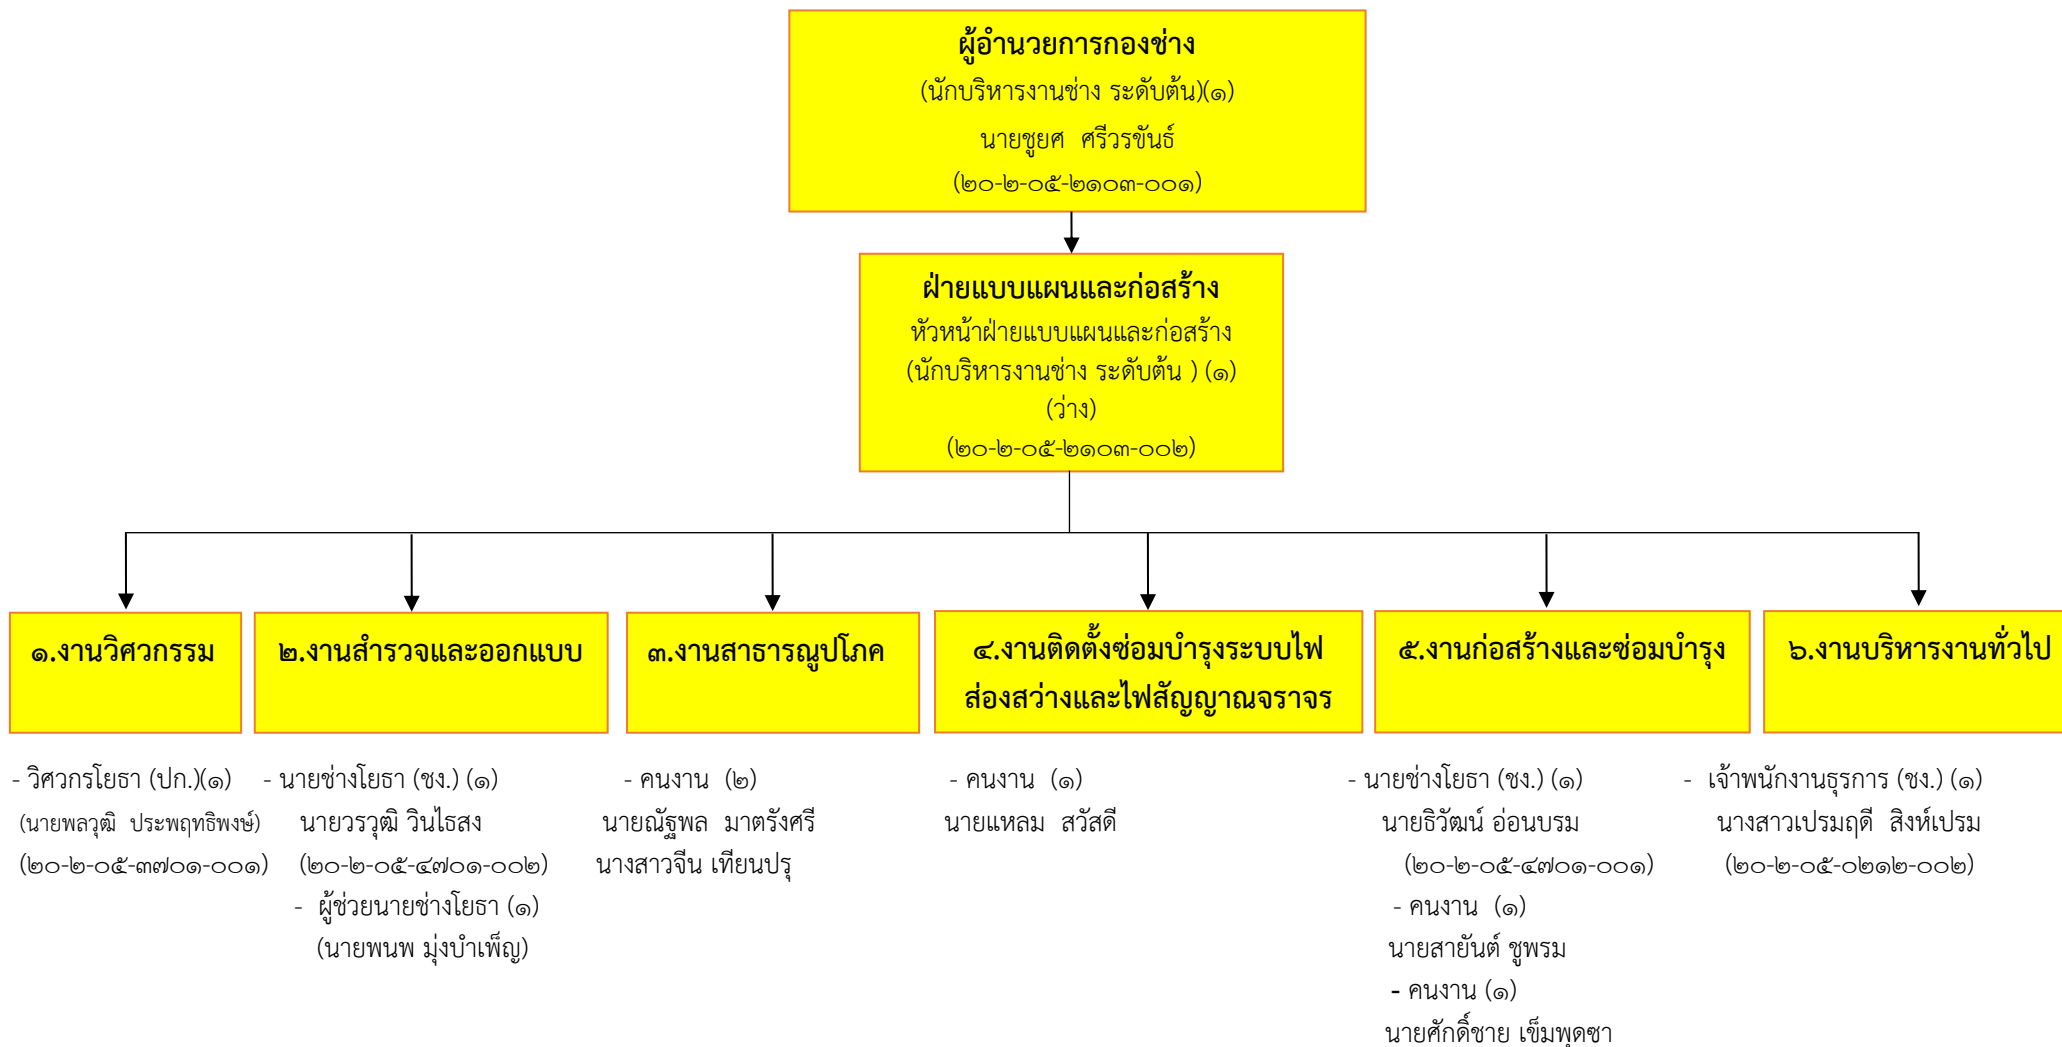 ผู้อำนวยการกองช่าง
(นักบริหารงานช่าง ระดับต้น)(๑)
นายชูยศ ศรีวรขันธ์
(๒๐-๒-๐๕-๒๑๐๓-๐๐๑)
ฝ่ายแบบแผนและก่อสร้าง
หัวหน้าฝ่ายแบบแผนและก่อสร้าง
(นักบริหารงานช่าง ระดับต้น ) (๑)
(ว่าง)
(๒๐-๒-๐๕-๒๑๐๓-๐๐๒)
๑.งานวิศวกรรม
- วิศวกรโยธา (ปก.)(๑)
(นายพลวุฒิ ประพฤทธิพงษ์)
(๒๐-๒-๐๕-๓๗๐๑-๐๐๑)
๒.งานสำรวจและออกแบบ
- นายช่างโยธา (ชง.) (๑)
นายวรวุฒิ วินไธสง
(๒๐-๒-๐๕-๔๗๐๑-๐๐๒)
- ผู้ช่วยนายช่างโยธา (๑)
(นายพนพ มุ่งบำเพ็ญ)
๓.งานสาธารณูปโภค
- คนงาน (๒)
นายณัฐพล มาตรังศรี
นางสาวจีน เทียนปรุ
๔.งานติดตั้งซ่อมบำรุงระบบไฟ
ส่องสว่างและไฟสัญญาณจราจร
- คนงาน (๑)
นายแหลม สวัสดี
๕.งานก่อสร้างและซ่อมบำรุง
- นายช่างโยธา (ชง.) (๑)
นายธิวัฒน์ อ่อนบรม
(๒๐-๒-๐๕-๔๗๐๑-๐๐๑)
- คนงาน (๑)
นายสายันต์ ชูพรม
- คนงาน (๑)
นายศักดิ์ชาย เข็มพุดซา
๖.งานบริหารงานทั่วไป
- เจ้าพนักงานธุรการ (ชง.) (๑)
นางสาวเปรมฤดี สิงห์เปรม
(๒๐-๒-๐๕-๐๒๑๒-๐๐๒)